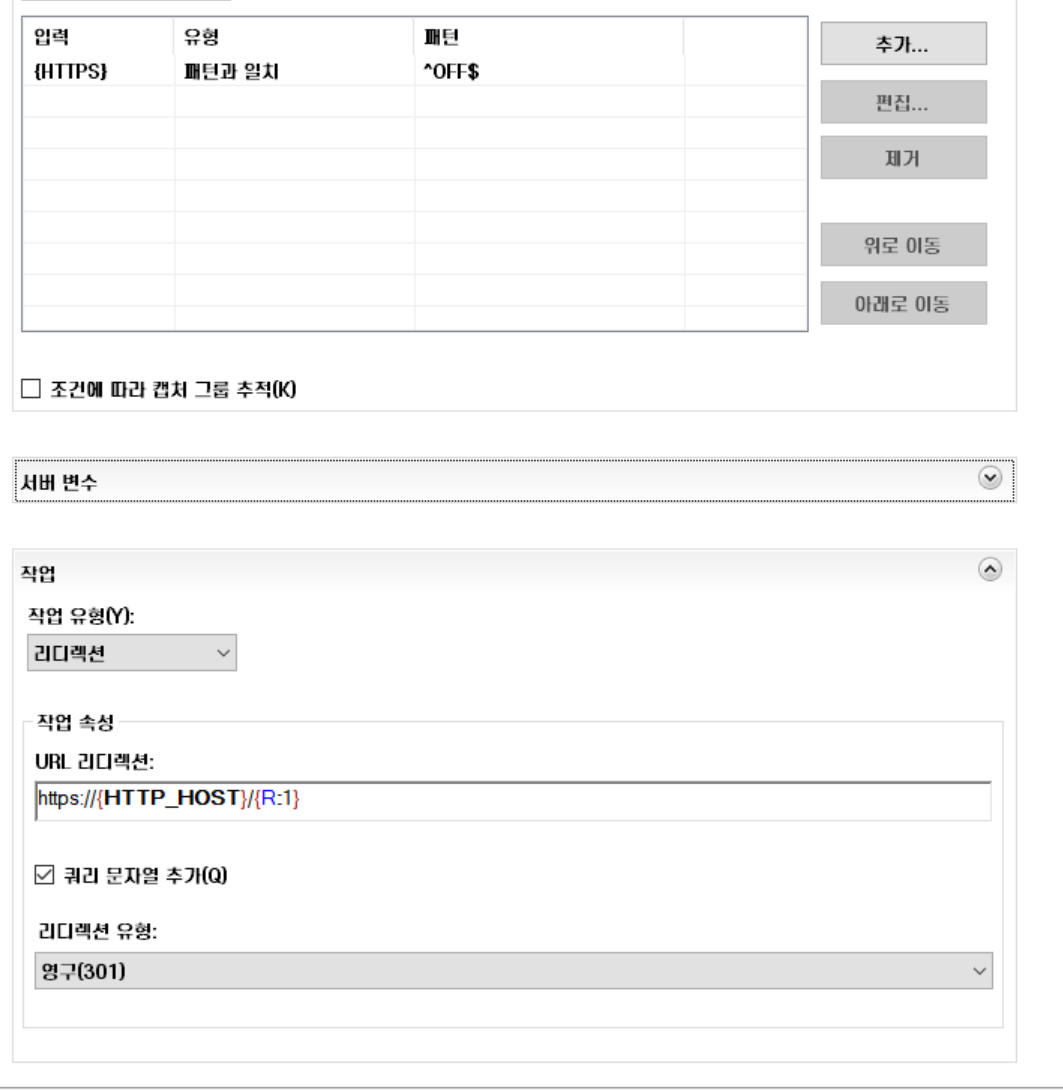 입력 유형 패턴
추가...
{HTTPS} 패턴과 일치 ^OFF$
편집...
제거
위로 이동
아래로 이동
조건에 따라 캡처 그룹 추적(K)
서버 변수
작업
작업 유형(Y):
리디렉션
작업 속성
URL 리디렉션:
https://{HTTP_HOST}/{R:1}
쿼리 문자열 추가(Q)
리디렉션 유형:
영구(301)